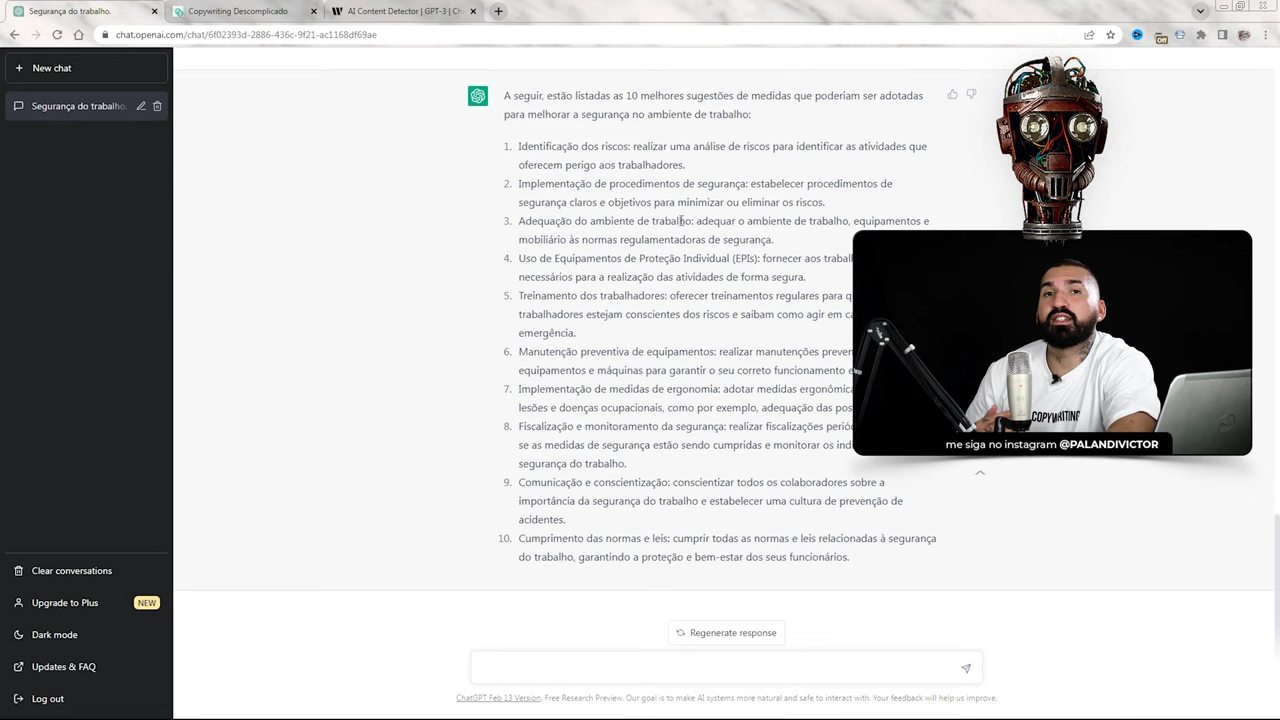 Segurança do trabalho.
Copywriting Descomplicado
AI Content Detector | GPT-3 | Ch
chat.openai.com/chat/6f02393d-2886-436c-9f21-ac1168df69ae
Off
New chat
Segurança do trabalho.
A seguir, estão listadas as 10 melhores sugestões de medidas que poderiam ser adotadas
para melhorar a segurança no ambiente de trabalho:
1. Identificação dos riscos: realizar uma análise de riscos para identificar as atividades que
oferecem perigo aos trabalhadores.
2. Implementação de procedimentos de segurança: estabelecer procedimentos de
segurança claros e objetivos para minimizar ou eliminar os riscos.
3. Adequação do ambiente de trabalho: adequar o ambiente de trabalho, equipamentos e
mobiliário às normas regulamentadoras de segurança.
4. Uso de Equipamentos de Proteção Individual (EPIs): fornecer aos trabal
necessários para a realização das atividades de forma segura.
5. Treinamento dos trabalhadores: oferecer treinamentos regulares para q
trabalhadores estejam conscientes dos riscos e saibam como agir em ca
emergência.
6. Manutenção preventiva de equipamentos: realizar manutenções preven
equipamentos e máquinas para garantir o seu correto funcionamento e
7. Implementação de medidas de ergonomia: adotar medidas ergonômica
lesões e doenças ocupacionais, como por exemplo, adequação das pos
8. Fiscalização e monitoramento da segurança: realizar fiscalizações perió
se as medidas de segurança estão sendo cumpridas e monitorar os ind
segurança do trabalho.
9. Comunicação e conscientização: conscientizar todos os colaboradores sobre a
importância da segurança do trabalho e estabelecer uma cultura de prevenção de
acidentes.
10. Cumprimento das normas e leis: cumprir todas as normas e leis relacionadas à segurança
do trabalho, garantindo a proteção e bem-estar dos seus funcionários.
COPYWRITING
me siga no instagram @PALANDIVICTOR
Clear conversations
Upgrade to Plus NEW
Dark mode
Updates & FAQ
Log out
Regenerate response
ChatGPT Feb 13 Version. Free Research Preview. Our goal is to make AI systems more natural and safe to interact with. Your feedback will help us improve.